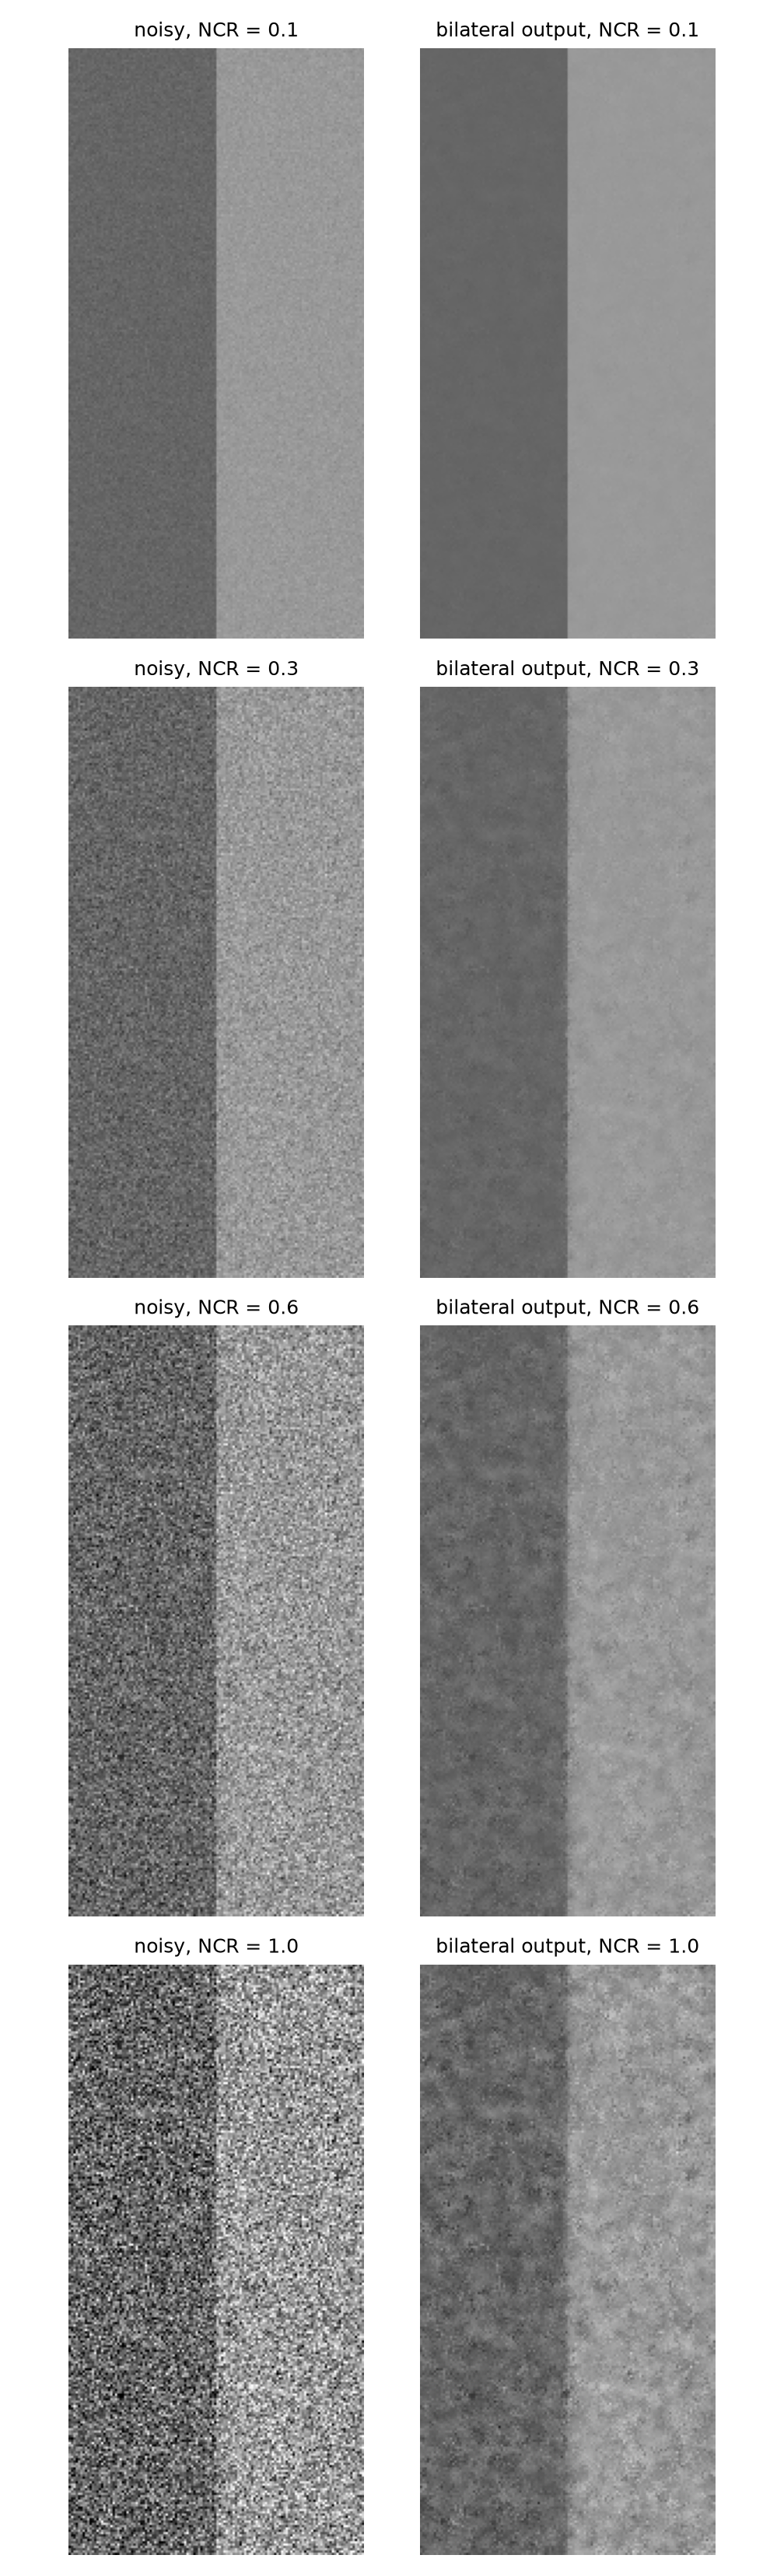 noisy, NCR = 0.1
bilateral output, NCR = 0.1
noisy, NCR = 0.3
bilateral output, NCR = 0.3
noisy, NCR = 0.6
bilateral output, NCR = 0.6
noisy, NCR = 1.0
bilateral output, NCR = 1.0